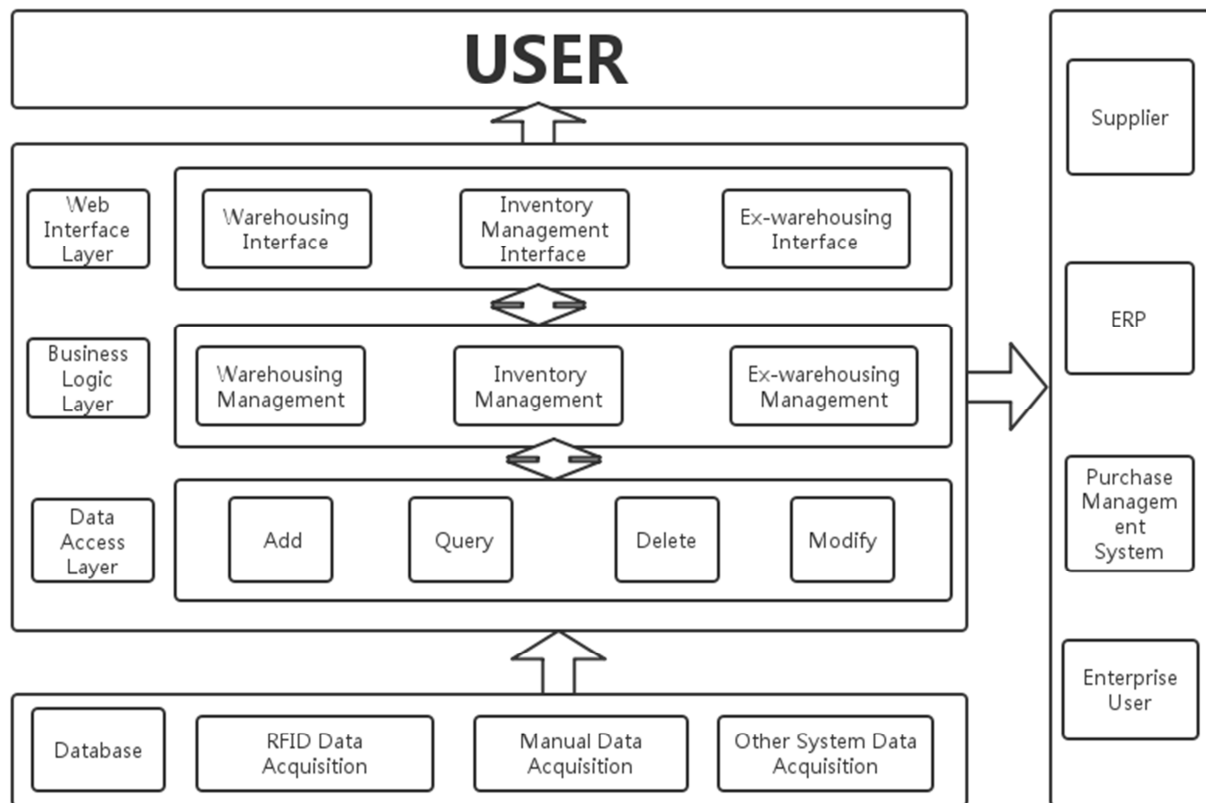 USER
Web
Interface
Layer
Warehousing
Interface
Inventory
Management
Interface
Ex-warehousing
Interface
Business
Logic
Layer
Warehousing
Management
Inventory
Management
Ex-warehousing
Management
Data
Access
Layer
Add
Query
Delete
Modify
Database
RFID Data
Acquisition
Manual Data
Acquisition
Other System Data
Acquisition
Supplier
ERP
Purchase
Managem
ent
System
Enterprise
User